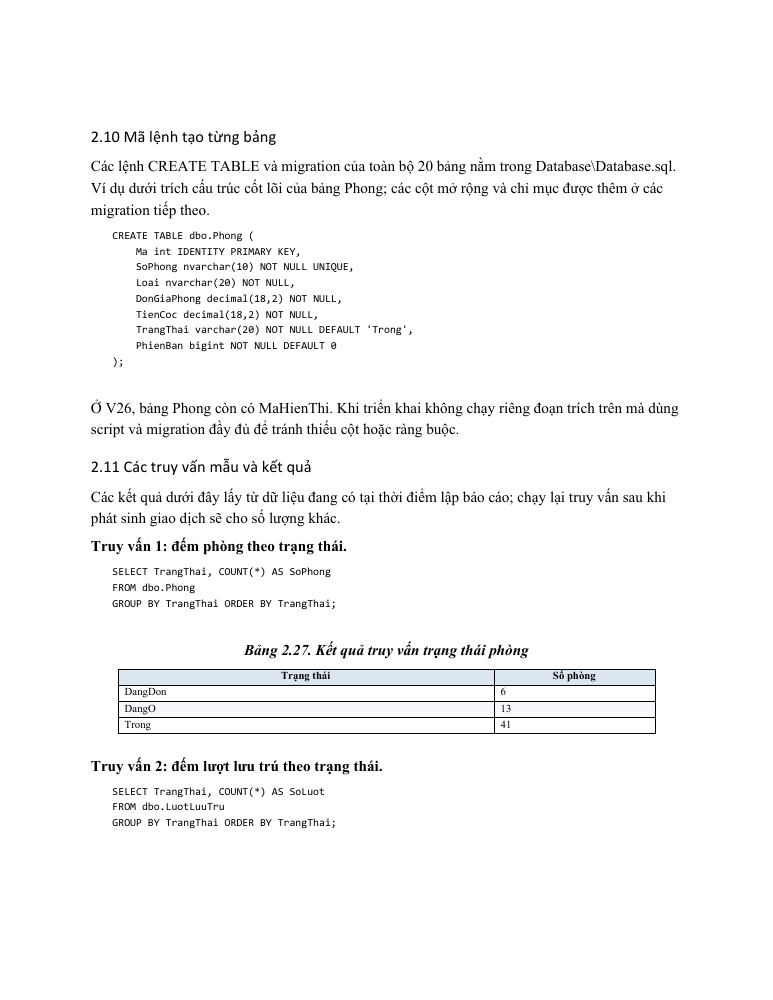 2.10 Mã lệnh tạo từng bảng
Các lệnh CREATE TABLE và migration của toàn bộ 20 bảng nằm trong Database\Database.sql.
Ví dụ dưới trích cấu trúc cốt lõi của bảng Phong; các cột mở rộng và chỉ mục được thêm ở các
migration tiếp theo.
CREATE TABLE dbo.Phong (
    Ma int IDENTITY PRIMARY KEY,
    SoPhong nvarchar(10) NOT NULL UNIQUE,
    Loai nvarchar(20) NOT NULL,
    DonGiaPhong decimal(18,2) NOT NULL,
    TienCoc decimal(18,2) NOT NULL,
    TrangThai varchar(20) NOT NULL DEFAULT 'Trong',
    PhienBan bigint NOT NULL DEFAULT 0
);
Ở V26, bảng Phong còn có MaHienThi. Khi triển khai không chạy riêng đoạn trích trên mà dùng
script và migration đầy đủ để tránh thiếu cột hoặc ràng buộc.
2.11 Các truy vấn mẫu và kết quả
Các kết quả dưới đây lấy từ dữ liệu đang có tại thời điểm lập báo cáo; chạy lại truy vấn sau khi
phát sinh giao dịch sẽ cho số lượng khác.
Truy vấn 1: đếm phòng theo trạng thái.
SELECT TrangThai, COUNT(*) AS SoPhong
FROM dbo.Phong
GROUP BY TrangThai ORDER BY TrangThai;
Bảng 2.27. Kết quả truy vấn trạng thái phòng
Trạng thái Số phòng
DangDon 6
DangO 13
Trong 41
Truy vấn 2: đếm lượt lưu trú theo trạng thái.
SELECT TrangThai, COUNT(*) AS SoLuot
FROM dbo.LuotLuuTru
GROUP BY TrangThai ORDER BY TrangThai;